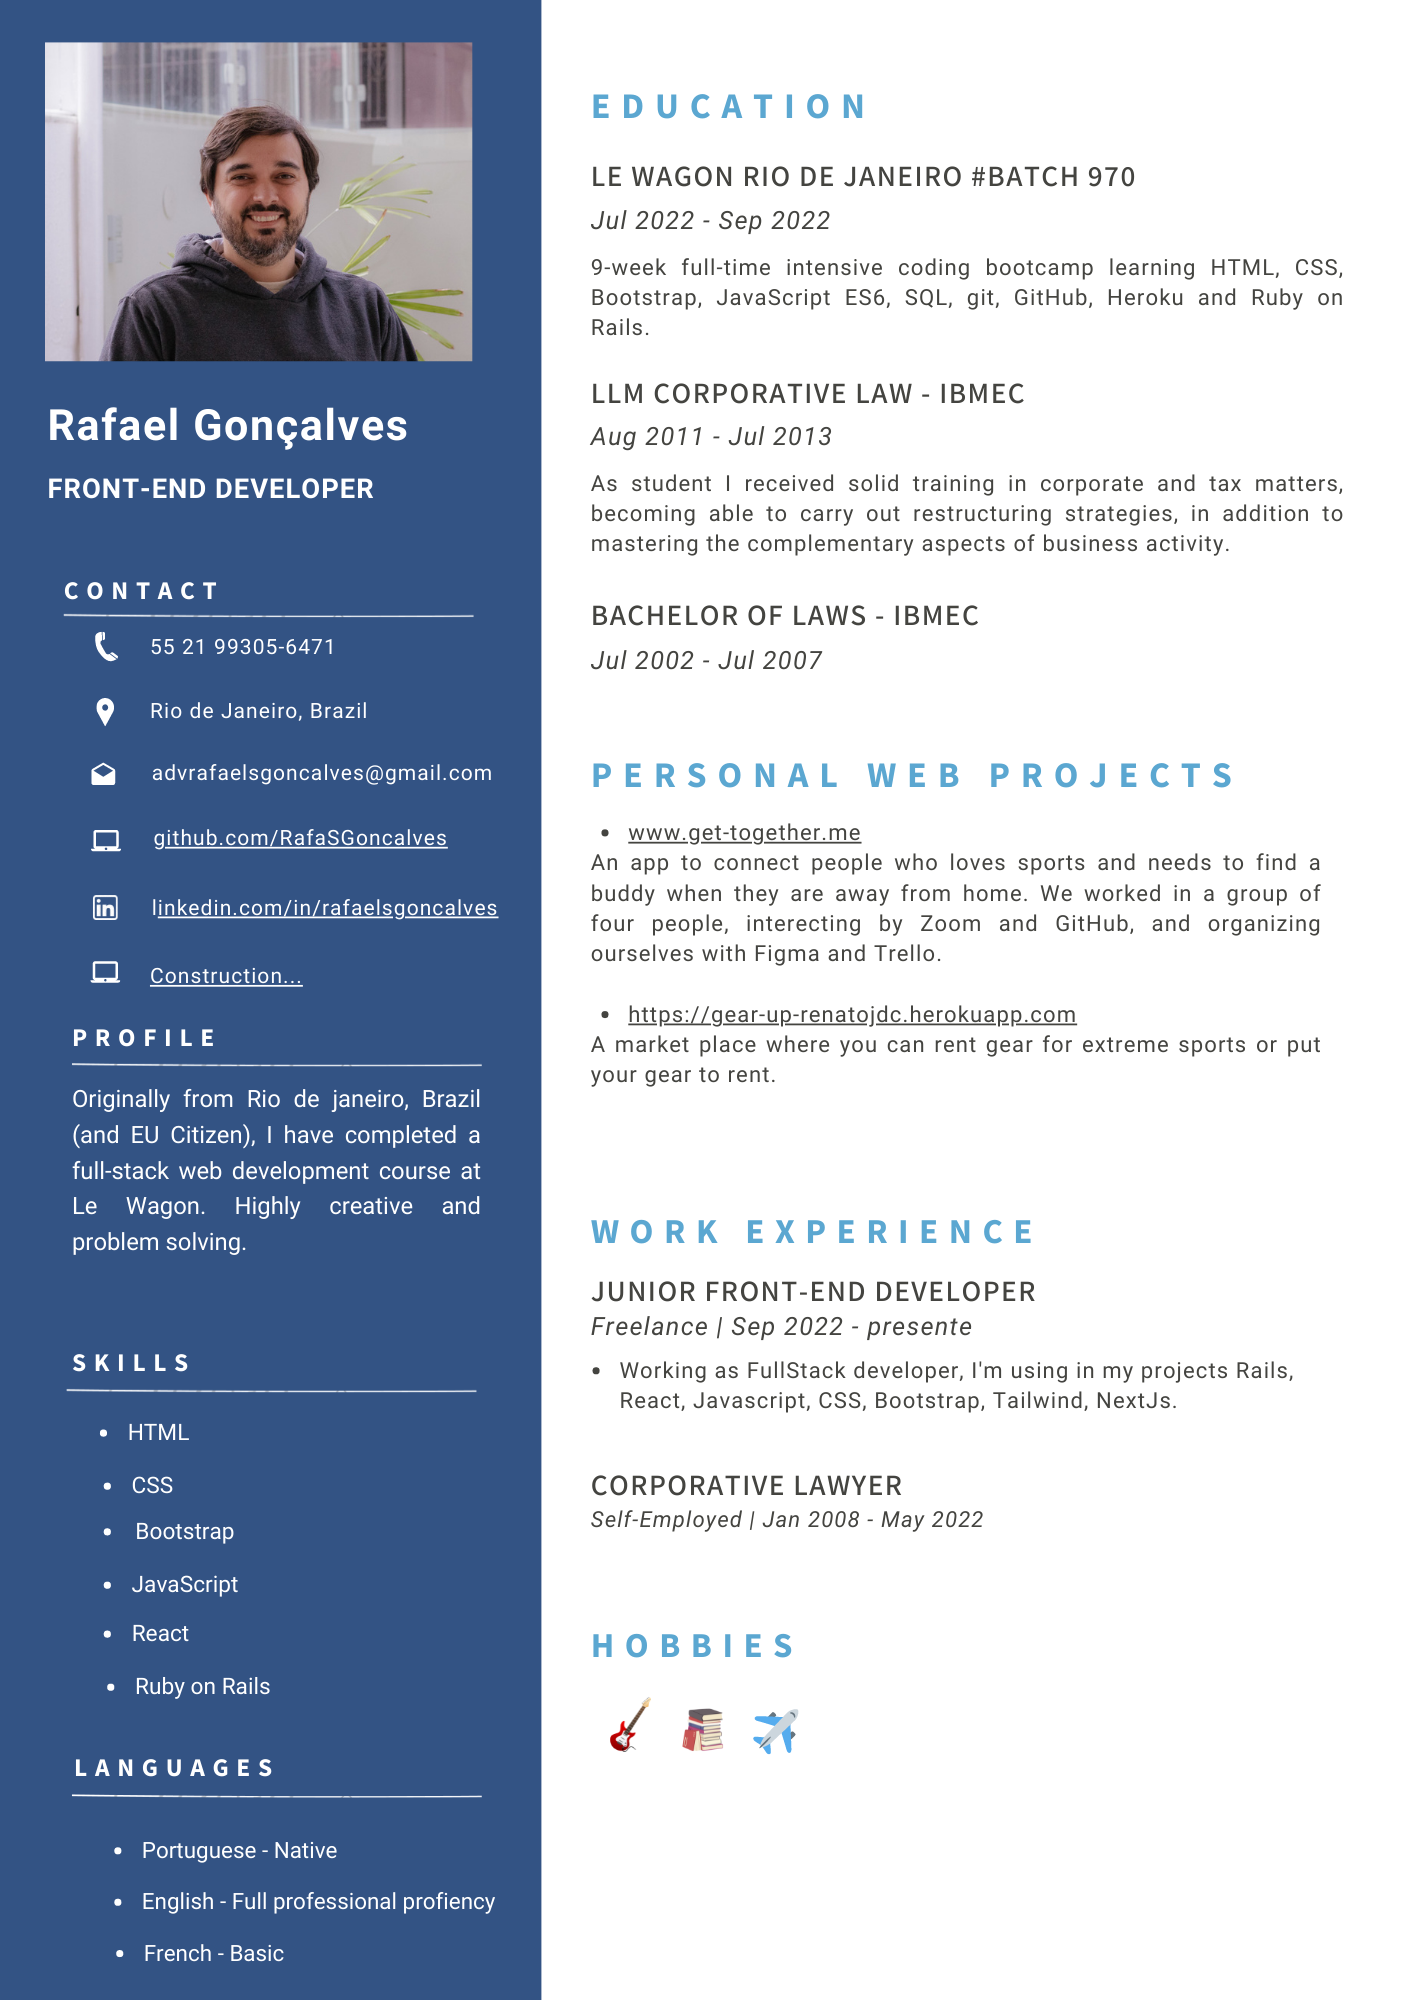 Rafael Gonçalves
FRONT-END DEVELOPER
CONTACT
55 21 99305-6471
Rio de Janeiro, Brazil
advrafaelsgoncalves@gmail.com
github.com/RafaSGoncalves
linkedin.com/in/rafaelsgoncalves
Construction...
PROFILE
Originally from Rio de janeiro, Brazil
(and EU Citizen), I have completed a
full-stack web development course at
Le Wagon. Highly creative and
problem solving.
SKILLS
• HTML
• CSS
• Bootstrap
• JavaScript
• React
• Ruby on Rails
LANGUAGES
• Portuguese - Native
• English - Full professional profiency
• French - Basic
EDUCATION
LE WAGON RIO DE JANEIRO #BATCH 970
Jul 2022 - Sep 2022
9-week full-time intensive coding bootcamp learning HTML, CSS,
Bootstrap, JavaScript ES6, SQL, git, GitHub, Heroku and Ruby on
Rails.
LLM CORPORATIVE LAW - IBMEC
Aug 2011 - Jul 2013
As student I received solid training in corporate and tax matters,
becoming able to carry out restructuring strategies, in addition to
mastering the complementary aspects of business activity.
BACHELOR OF LAWS - IBMEC
Jul 2002 - Jul 2007
PERSONAL WEB PROJECTS
• www.get-together.me
An app to connect people who loves sports and needs to find a
buddy when they are away from home. We worked in a group of
four people, interecting by Zoom and GitHub, and organizing
ourselves with Figma and Trello.
• https://gear-up-renatojdc.herokuapp.com
A market place where you can rent gear for extreme sports or put
your gear to rent.
WORK EXPERIENCE
JUNIOR FRONT-END DEVELOPER
Freelance | Sep 2022 - presente
• Working as FullStack developer, I'm using in my projects Rails,
React, Javascript, CSS, Bootstrap, Tailwind, NextJs.
CORPORATIVE LAWYER
Self-Employed | Jan 2008 - May 2022
HOBBIES